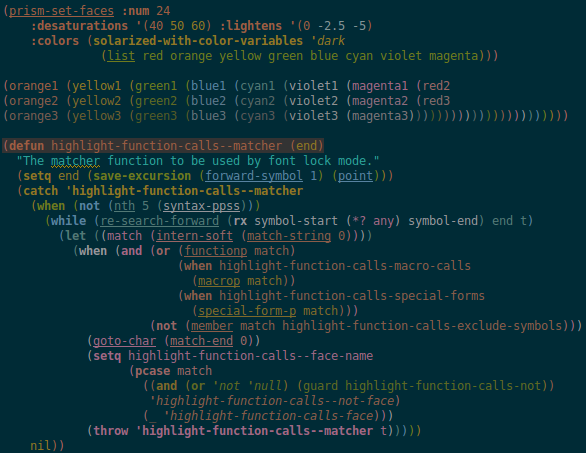 (prism-set-faces :num 24
:desaturations '(40 50 60) :lightens '(0 -2.5 -5)
:colors (solarized-with-color-variables 'dark
(list red orange yellow green blue cyan violet magenta)))
(orange1 (yellow1 (green1 (blue1 (cyan1 (violet1 (magenta1 (red2
(orange2 (yellow2 (green2 (blue2 (cyan2 (violet2 (magenta2 (red3
(orange3 (yellow3 (green3 (blue3 (cyan3 (violet3 (magenta3)))))))))))))))))))))))
(defun highlight-function-calls--matcher (end)
"The matcher function to be used by font lock mode."
(setq end (save-excursion (forward-symbol 1) (point)))
(catch 'highlight-function-calls--matcher
(when (not (nth 5 (syntax-ppss)))
(while (re-search-forward (rx symbol-start (*? any) symbol-end) end t)
(let ((match (intern-soft (match-string 0))))
(when (and (or (functionp match)
(when highlight-function-calls-macro-calls
(macrop match))
(when highlight-function-calls-special-forms
(special-form-p match)))
(not (member match highlight-function-calls-exclude-symbols)))
(goto-char (match-end 0))
(setq highlight-function-calls--face-name
(pcase match
((and (or 'not 'null) (guard highlight-function-calls-not))
'highlight-function-calls--not-face)
(_ 'highlight-function-calls-face)))
(throw 'highlight-function-calls--matcher t)))))
nil))